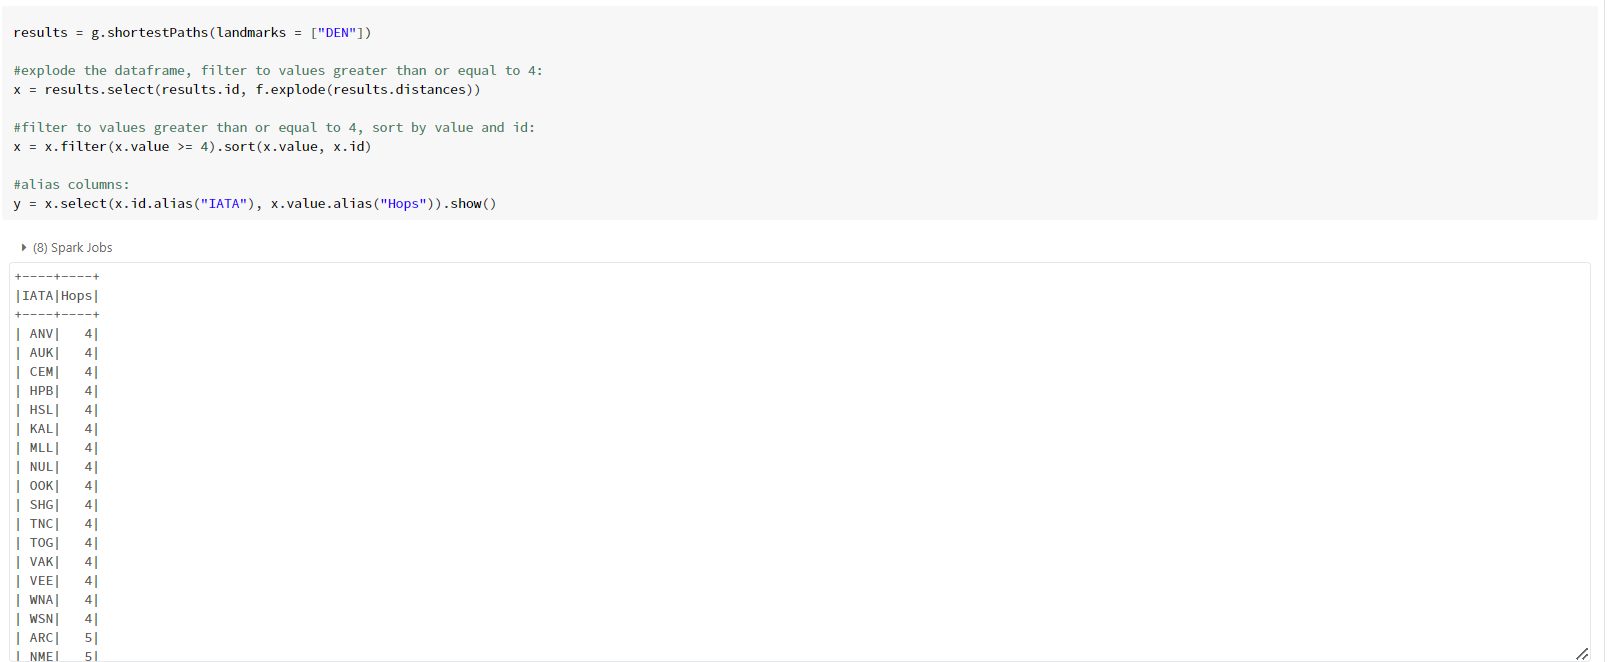 results = g.shortestPaths(landmarks = ["DEN"])
#explode the dataframe, filter to values greater than or equal to 4:
x = results.select(results.id, f.explode(results.distances))
#filter to values greater than or equal to 4, sort by value and id:
x = x.filter(x.value >= 4).sort(x.value, x.id)
#alias columns:
y = x.select(x.id.alias("IATA"), x.value.alias("Hops")).show()
(8) Spark Jobs
+----+----+
|IATA|Hops|
+----+----+
| ANV|   4|
| AUK|   4|
| CEM|   4|
| HPB|   4|
| HSL|   4|
| KAL|   4|
| MLL|   4|
| NUL|   4|
| OOK|   4|
| SHG|   4|
| TNC|   4|
| TOG|   4|
| VAK|   4|
| VEE|   4|
| WNA|   4|
| WSN|   4|
| ARC|   5|
| NME|   5|